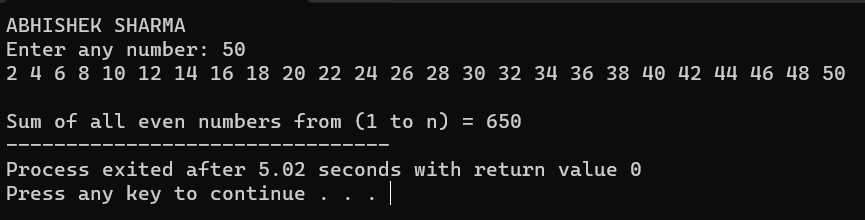 ABHISHEK SHARMA
Enter any number: 50
2 4 6 8 10 12 14 16 18 20 22 24 26 28 30 32 34 36 38 40 42 44 46 48 50
Sum of all even numbers from (1 to n) = 650
--------------------------------
Process exited after 5.02 seconds with return value 0
Press any key to continue . . .